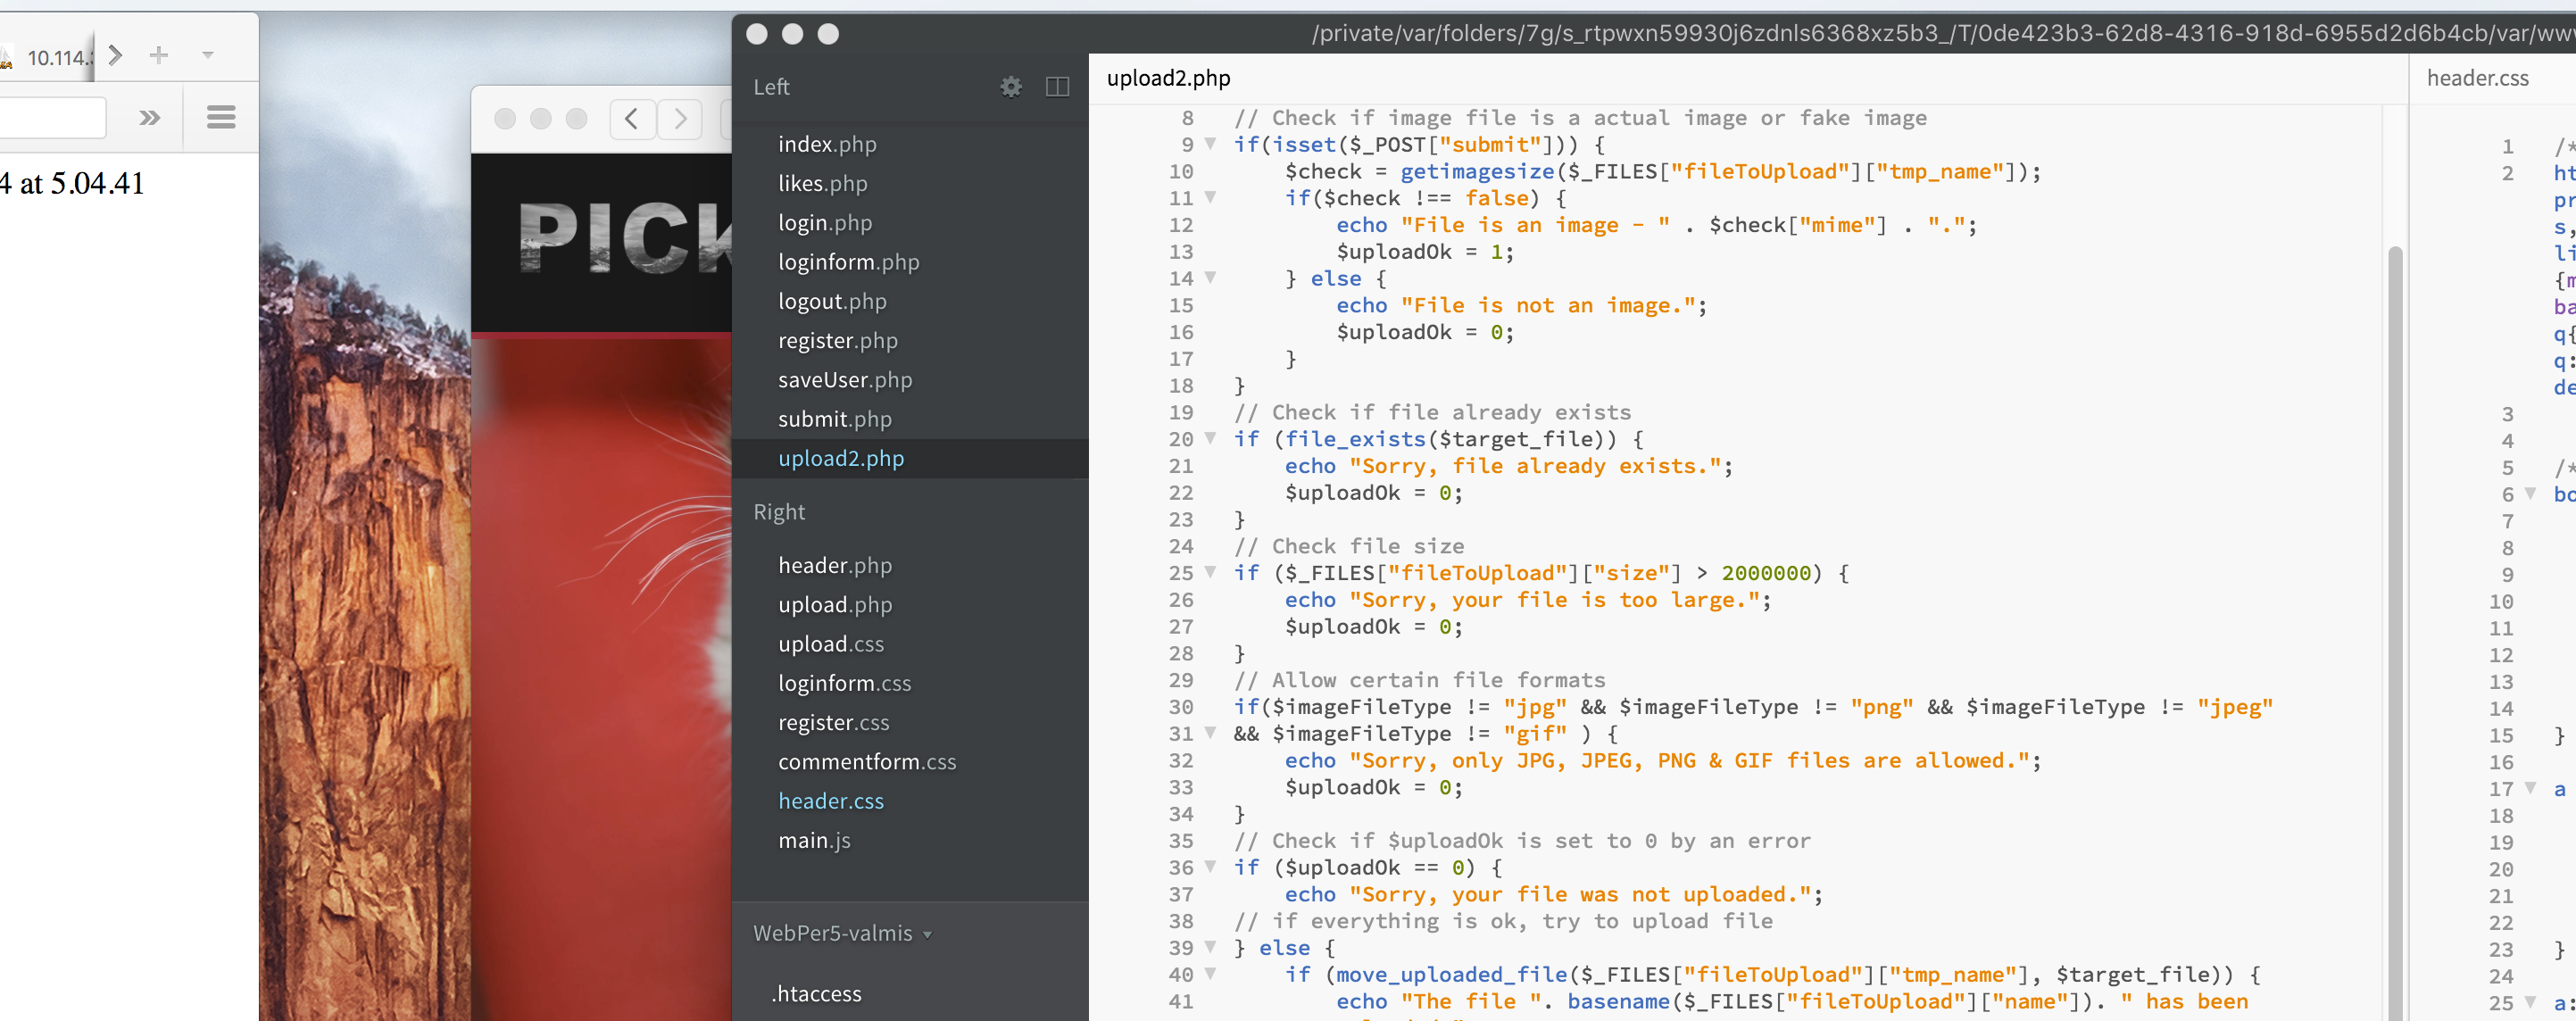 10.114.
4 at 5.04.41
PICK
/private/var/folders/7g/s_rtpwxn59930j6zdnls6368xz5b3_/T/0de423b3-62d8-4316-918d-6955d2d6b4cb/var/www
Left
index.php
likes.php
login.php
loginform.php
logout.php
register.php
saveUser.php
submit.php
upload2.php
Right
header.php
upload.php
upload.css
loginform.css
register.css
commentform.css
header.css
main.js
WebPer5-valmis
.htaccess
upload2.php
8 // Check if image file is a actual image or fake image
9 if(isset($_POST["submit"])) {
10 $check = getimagesize($_FILES["fileToUpload"]["tmp_name"]);
11 if($check !== false) {
12 echo "File is an image - " . $check["mime"] . ".";
13 $uploadOk = 1;
14 } else {
15 echo "File is not an image.";
16 $uploadOk = 0;
17 }
18 }
19 // Check if file already exists
20 if (file_exists($target_file)) {
21 echo "Sorry, file already exists.";
22 $uploadOk = 0;
23 }
24 // Check file size
25 if ($_FILES["fileToUpload"]["size"] > 2000000) {
26 echo "Sorry, your file is too large.";
27 $uploadOk = 0;
28 }
29 // Allow certain file formats
30 if($imageFileType != "jpg" && $imageFileType != "png" && $imageFileType != "jpeg"
31 && $imageFileType != "gif" ) {
32 echo "Sorry, only JPG, JPEG, PNG & GIF files are allowed.";
33 $uploadOk = 0;
34 }
35 // Check if $uploadOk is set to 0 by an error
36 if ($uploadOk == 0) {
37 echo "Sorry, your file was not uploaded.";
38 // if everything is ok, try to upload file
39 } else {
40 if (move_uploaded_file($_FILES["fileToUpload"]["tmp_name"], $target_file)) {
41 echo "The file ". basename($_FILES["fileToUpload"]["name"]). " has been
header.css
1 /*
2 ht
pr
s,
li
{m
ba
q{
q:
de
3
4
5 /*
6 bo
7
8
9
10
11
12
13
14
15 }
16
17 a
18
19
20
21
22
23 }
24
25 a: